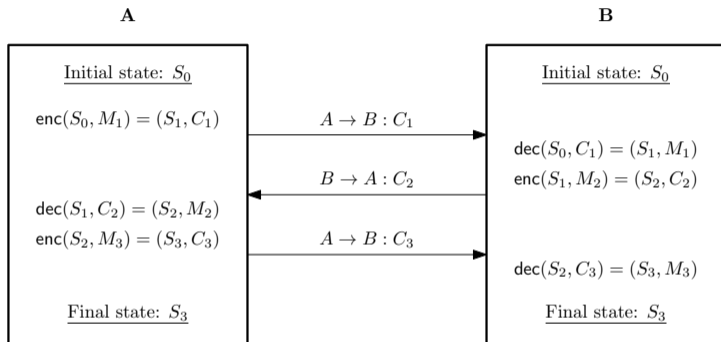 A
B
Initial state: S₀
Initial state: S₀
enc(S₀, M₁) = (S₁, C₁)
A → B : C₁
dec(S₀, C₁) = (S₁, M₁)
B → A : C₂
enc(S₁, M₂) = (S₂, C₂)
dec(S₁, C₂) = (S₂, M₂)
enc(S₂, M₃) = (S₃, C₃)
A → B : C₃
dec(S₂, C₃) = (S₃, M₃)
Final state: S₃
Final state: S₃